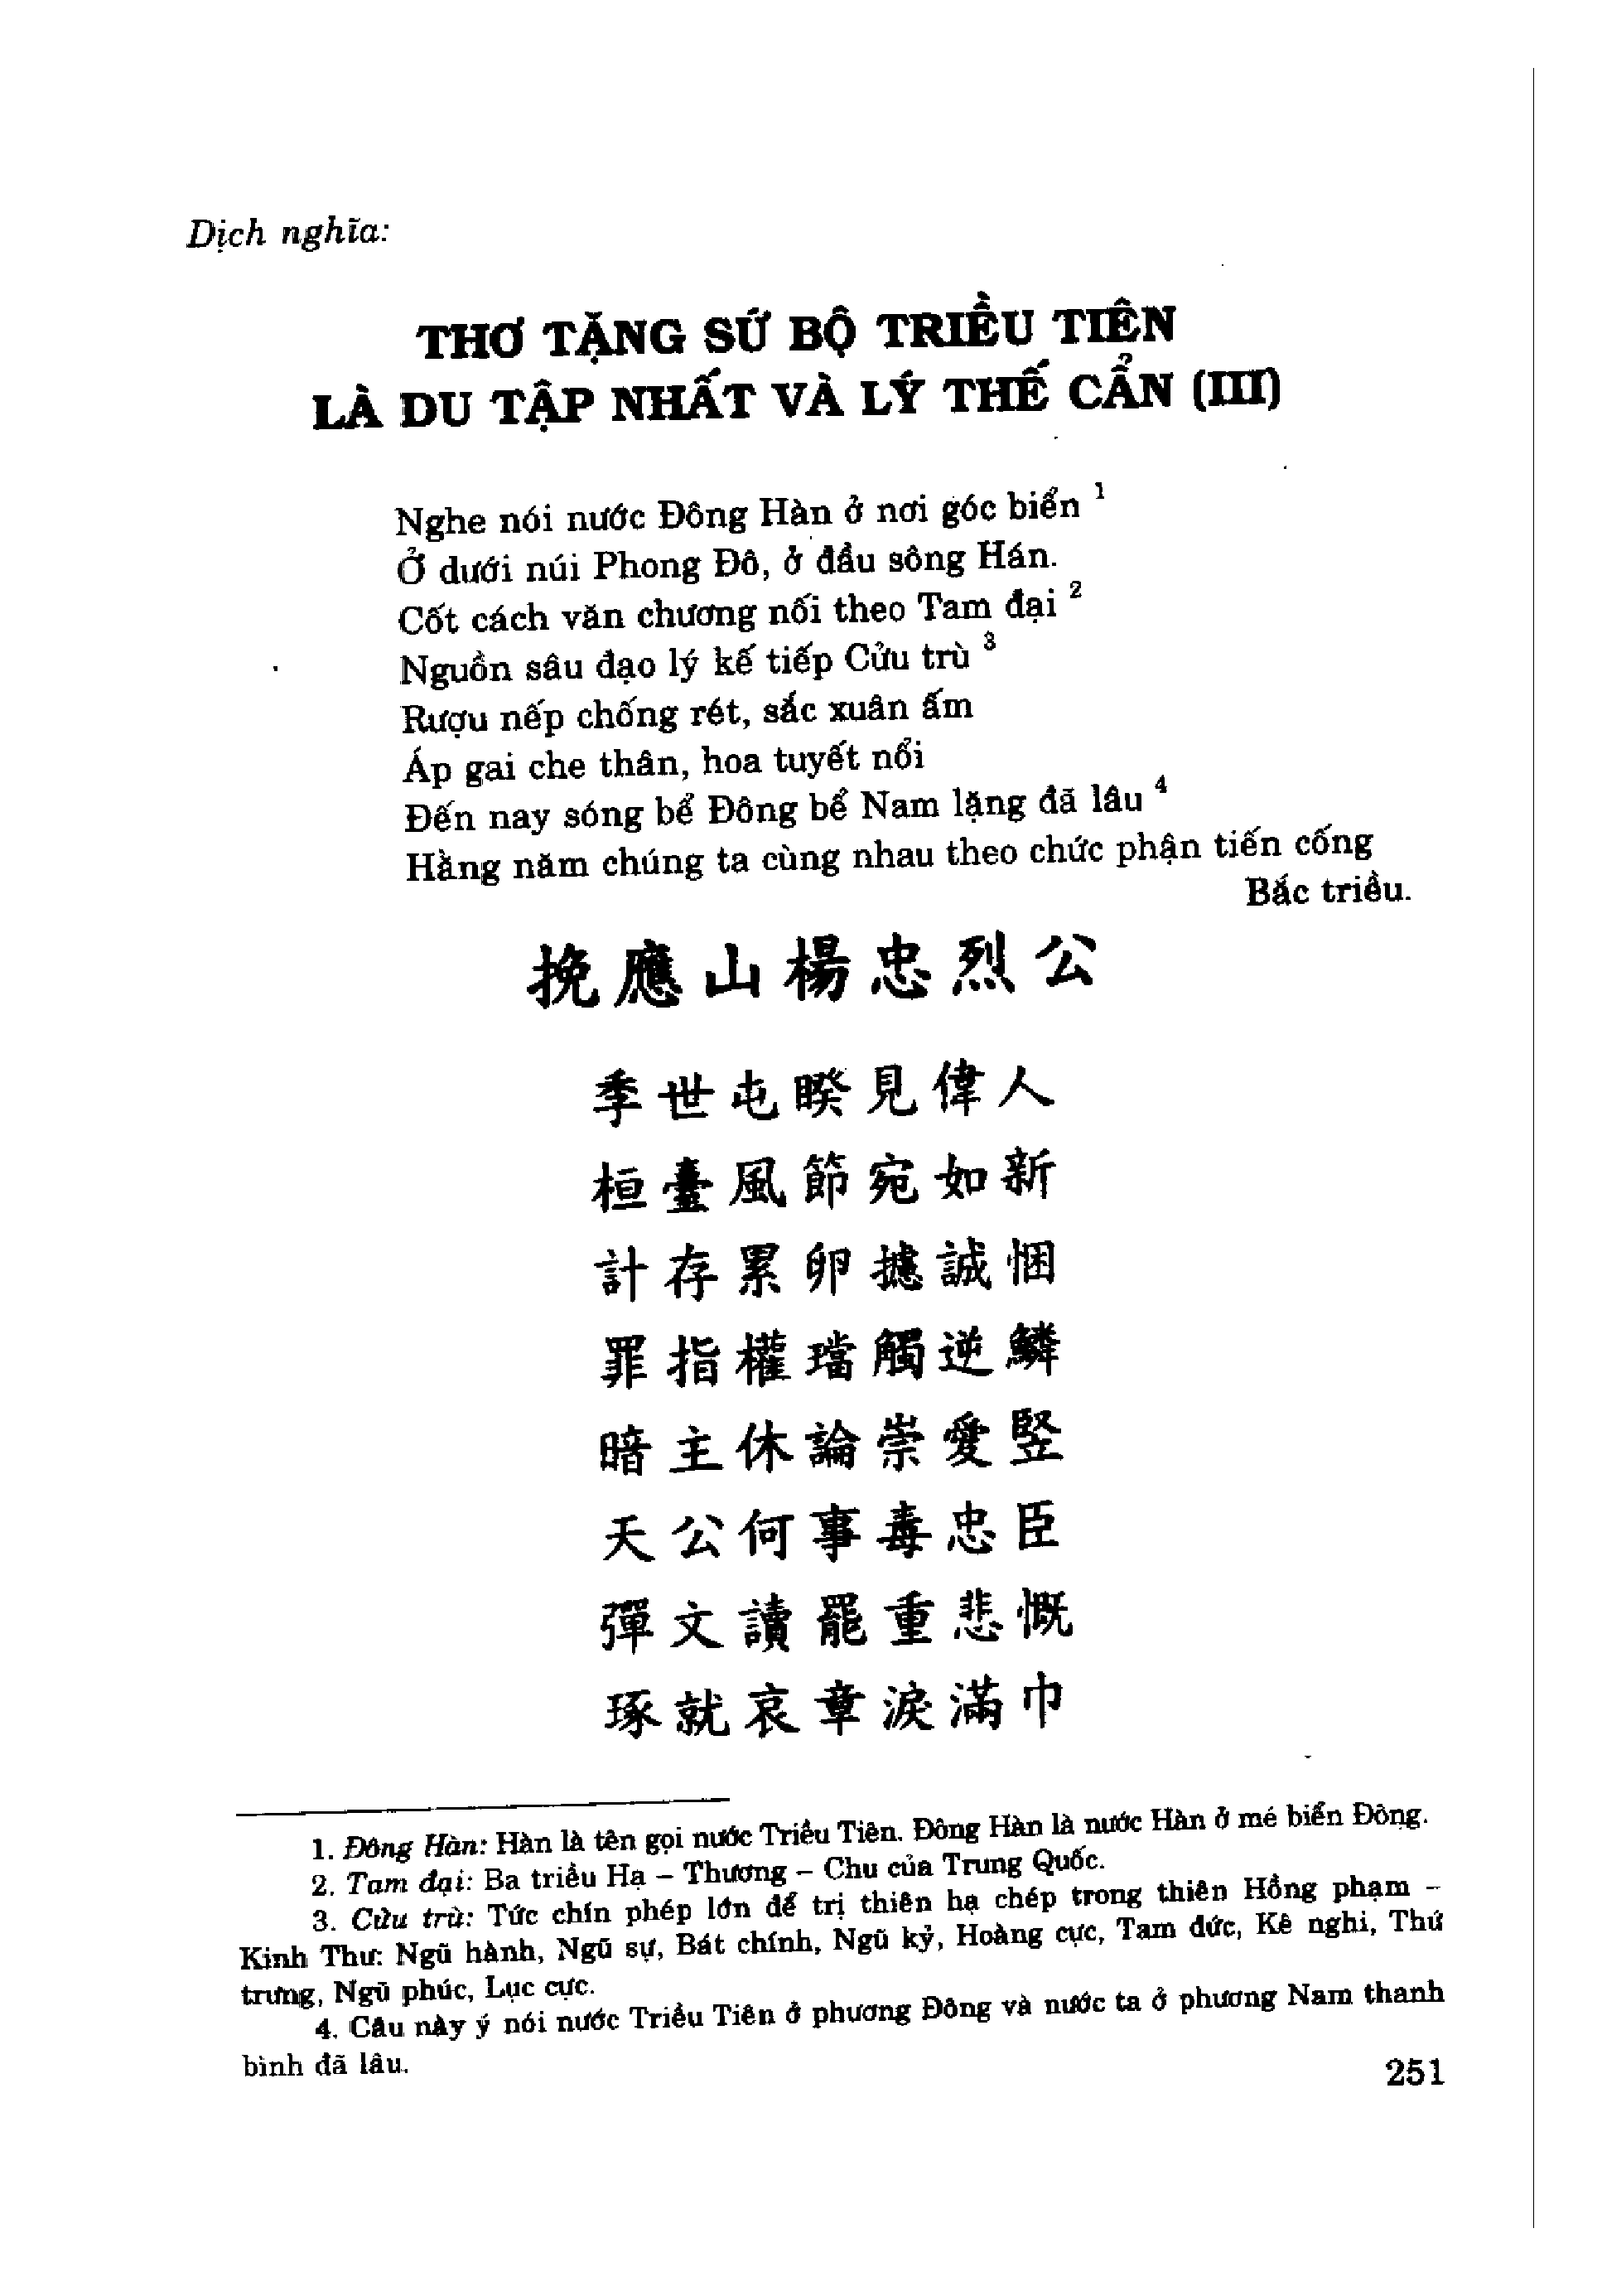 Dịch nghĩa:
THƠ TẶNG SỨ BỘ TRIỀU TIÊN
LÀ DU TẬP NHẤT VÀ LÝ THẾ CẨN (III)
Nghe nói nước Đông Hàn ở nơi góc biển 1
Ở dưới núi Phong Đô, ở đầu sông Hán.
Cốt cách văn chương nối theo Tam đại 2
Nguồn sâu đạo lý kế tiếp Cửu trù 3
Rượu nếp chống rét, sắc xuân ấm
Áp gai che thân, hoa tuyết nổi
Đến nay sóng bể Đông bể Nam lặng đã lâu 4
Hằng năm chúng ta cùng nhau theo chức phận tiến cống
Bắc triều.
挽應山楊忠烈公
季世屯睽見偉人
桓臺風節宛如新
計存累卵攄誠悃
罪指權璫觸逆鱗
暗主休論崇愛竪
天公何事毒忠臣
彈文讀罷重悲慨
琢就哀章淚滿巾
1. Đông Hàn: Hàn là tên gọi nước Triều Tiên. Đông Hàn là nước Hàn ở mé biển Đông.
2. Tam đại: Ba triều Hạ – Thương – Chu của Trung Quốc.
3. Cửu trù: Tức chín phép lớn để trị thiên hạ chép trong thiên Hồng phạm –
Kinh Thư: Ngũ hành, Ngũ sự, Bát chính, Ngũ kỷ, Hoàng cực, Tam đức, Kê nghi, Thứ
trưng, Ngũ phúc, Lục cực.
4. Câu này ý nói nước Triều Tiên ở phương Đông và nước ta ở phương Nam thanh
bình đã lâu.
251